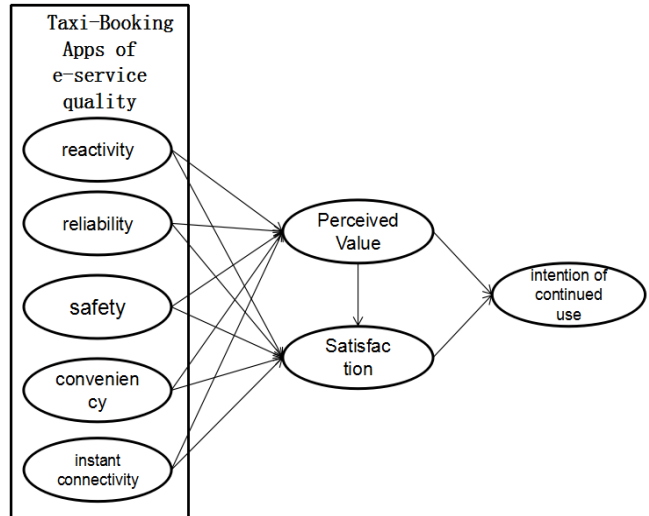 Taxi-Booking
Apps of
e-service
quality
reactivity
reliability
safety
convenien
cy
instant
connectivity
Perceived
Value
Satisfac
tion
Intention of
continued
use